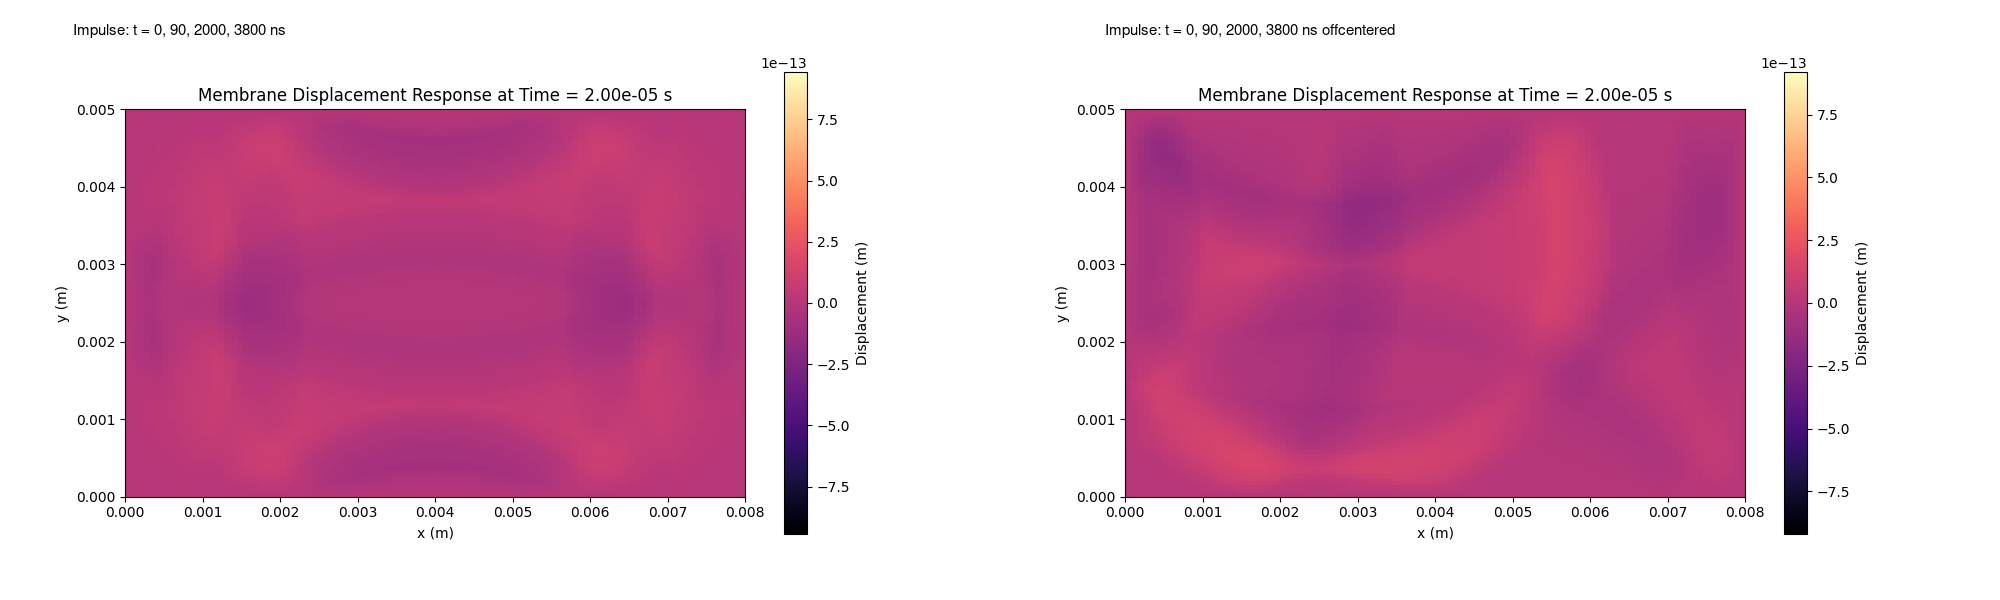 Impulse: t = 0, 90, 2000, 3800 ns
1e−13
Membrane Displacement Response at Time = 2.00e-05 s
0.005
0.004
0.003
0.002
0.001
0.000
y (m)
0.000 0.001 0.002 0.003 0.004 0.005 0.006 0.007 0.008
x (m)
7.5
5.0
2.5
0.0
−2.5
−5.0
−7.5
Displacement (m)
Impulse: t = 0, 90, 2000, 3800 ns offcentered
1e−13
Membrane Displacement Response at Time = 2.00e-05 s
0.005
0.004
0.003
0.002
0.001
0.000
y (m)
0.000 0.001 0.002 0.003 0.004 0.005 0.006 0.007 0.008
x (m)
7.5
5.0
2.5
0.0
−2.5
−5.0
−7.5
Displacement (m)